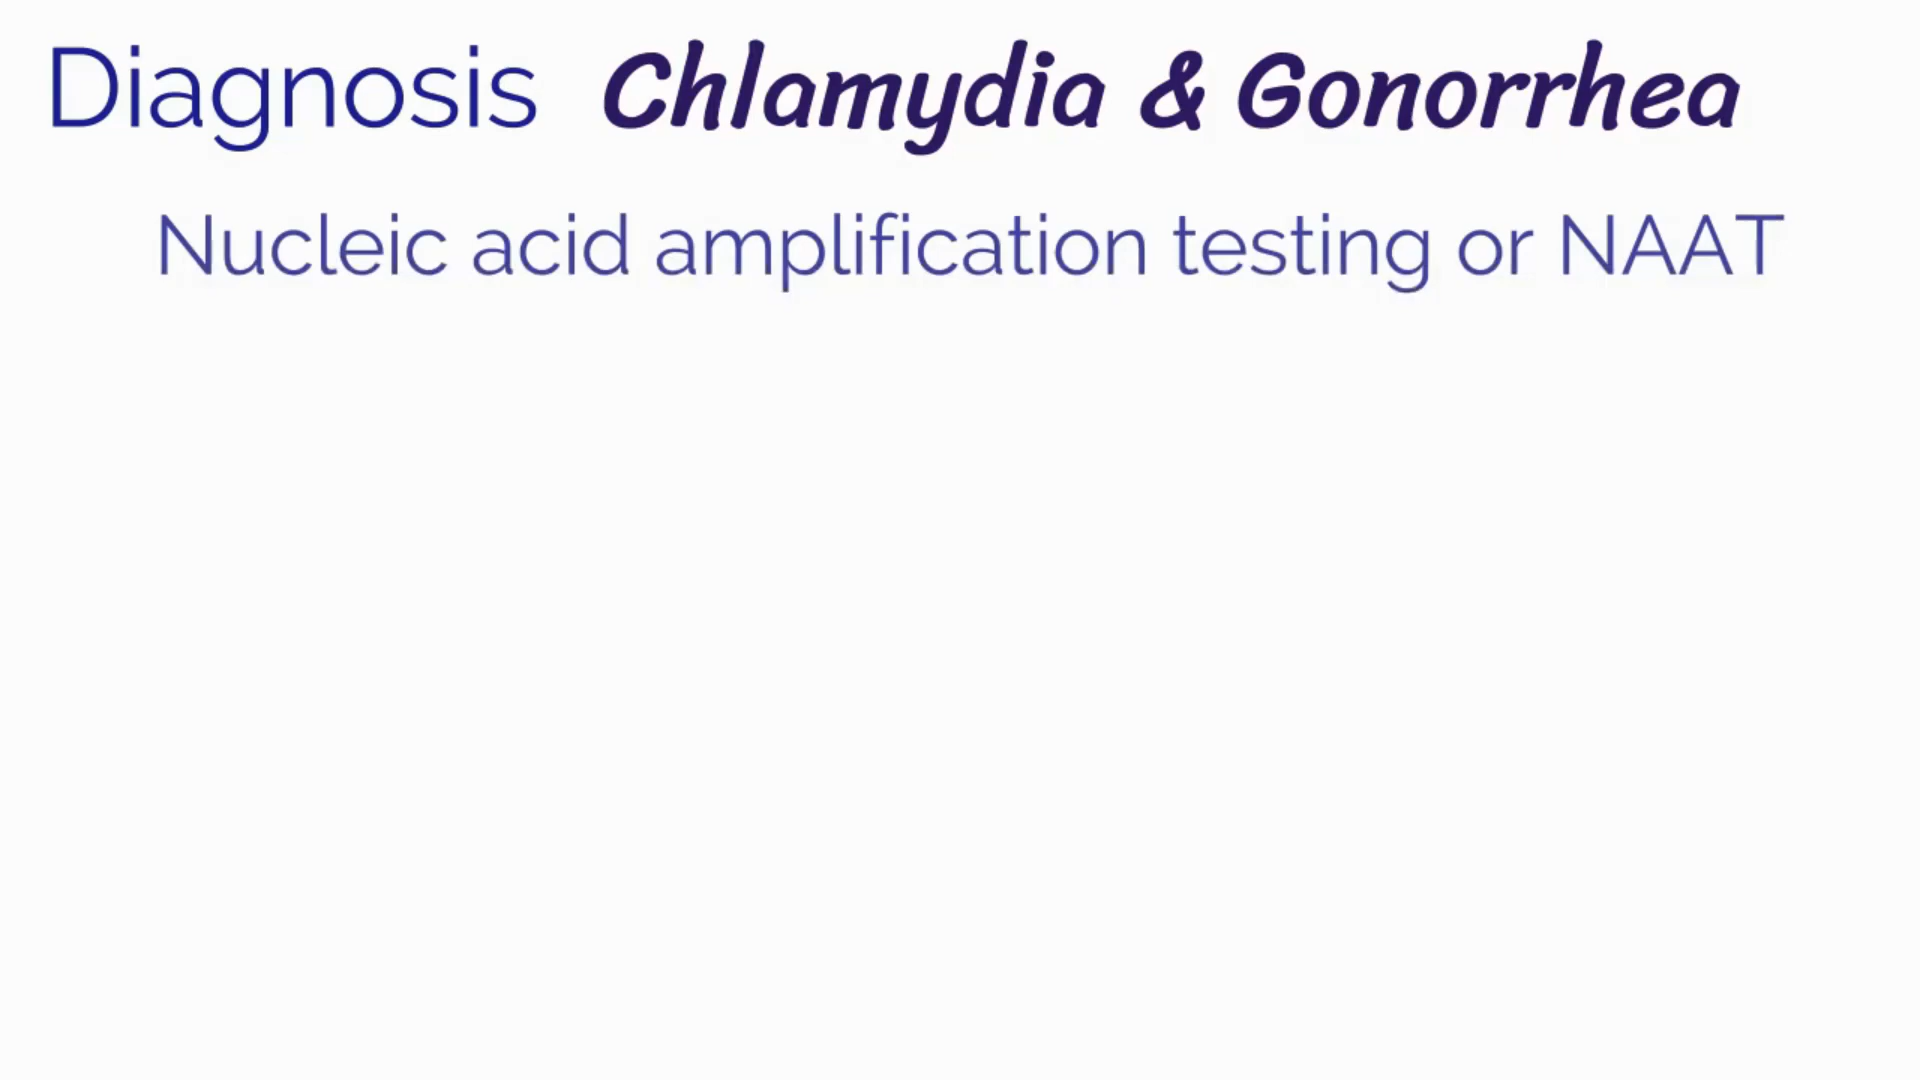 Diagnosis Chlamydia & Gonorrhea
Nucleic acid amplification testing or NAAT